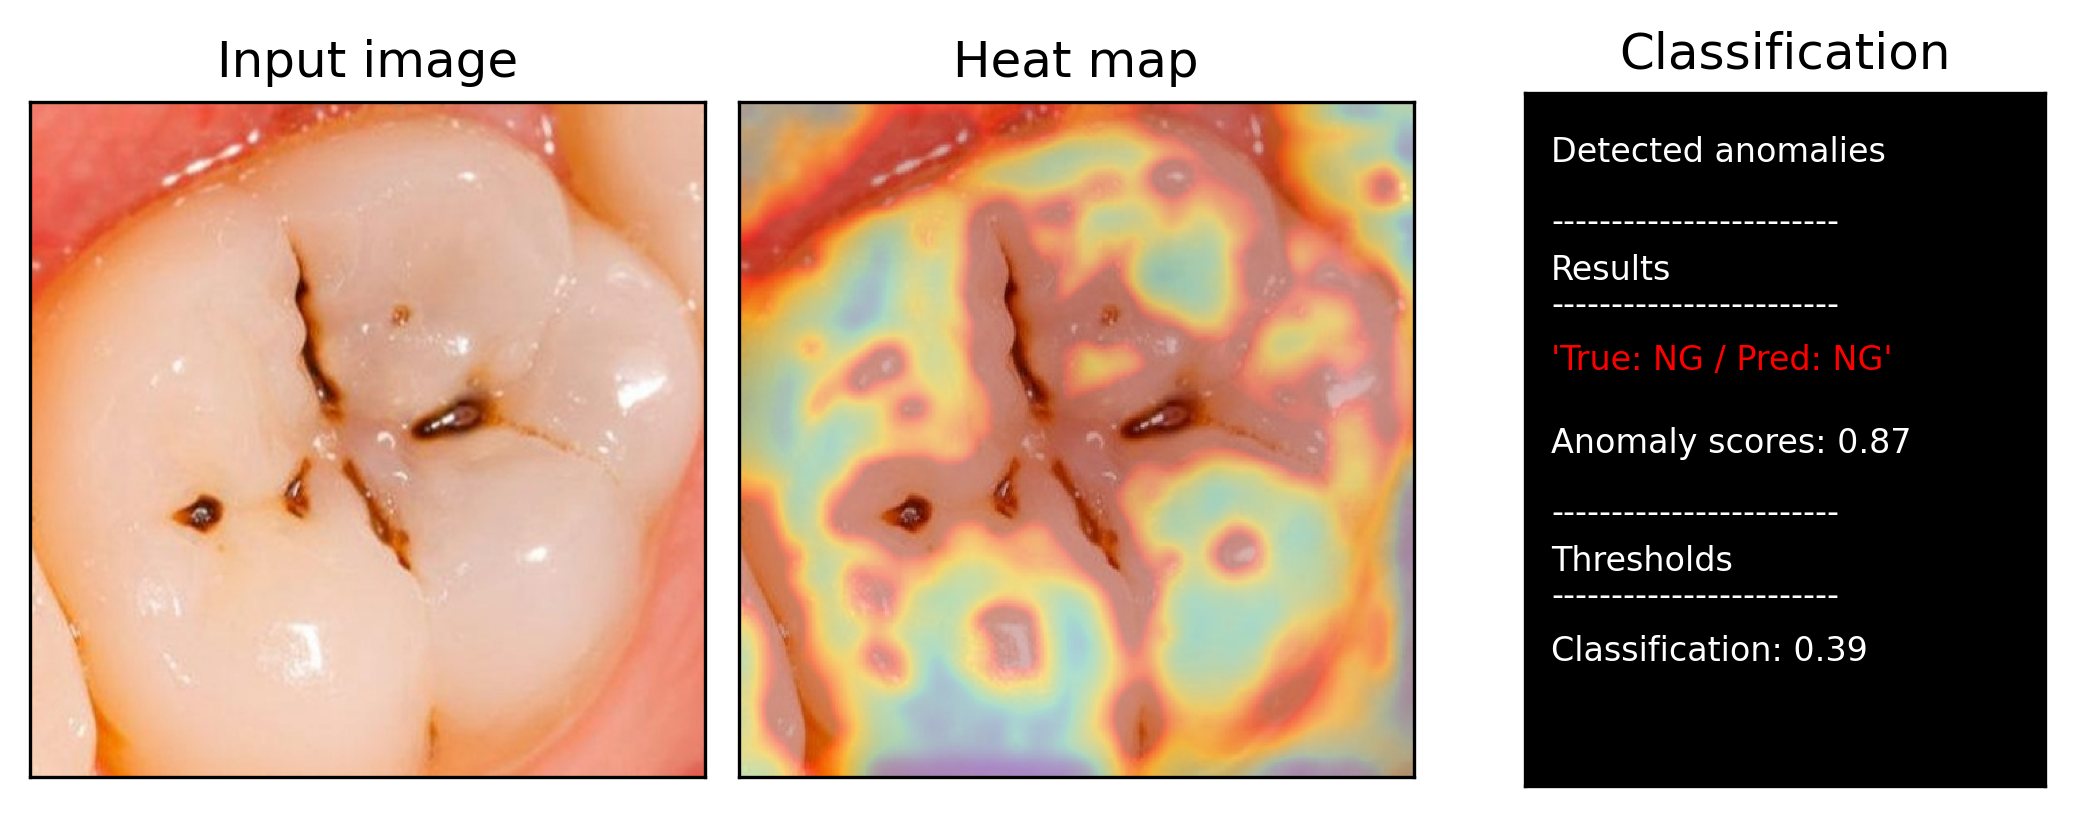 Input image
Heat map
Classification
Detected anomalies
------------------------
Results
------------------------
'True: NG / Pred: NG'
Anomaly scores: 0.87
------------------------
Thresholds
------------------------
Classification: 0.39